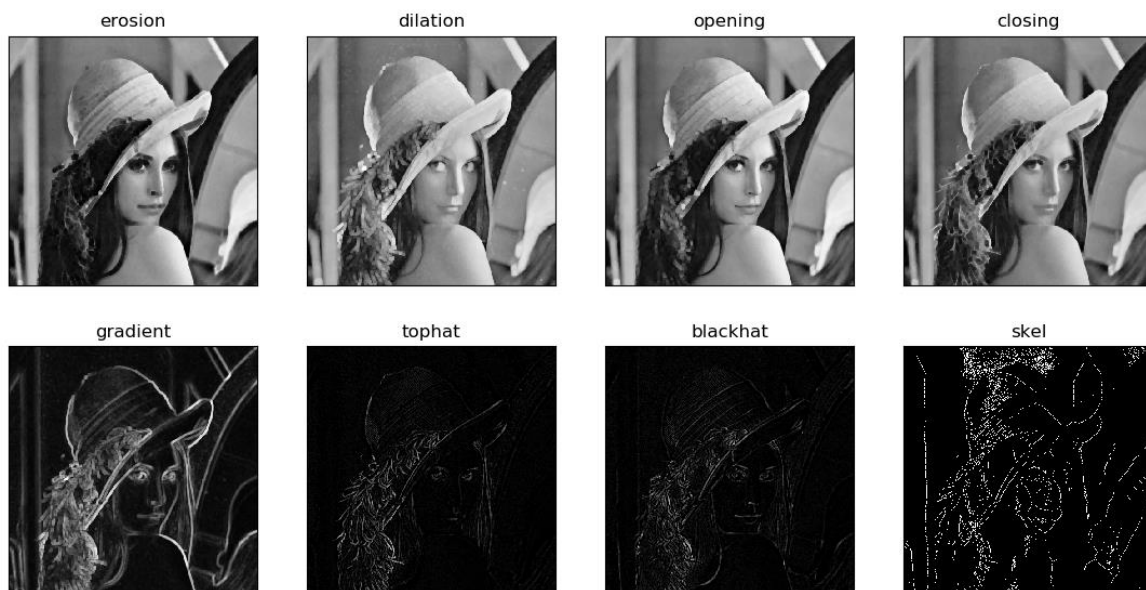 erosion
dilation
opening
closing
gradient
tophat
blackhat
skel